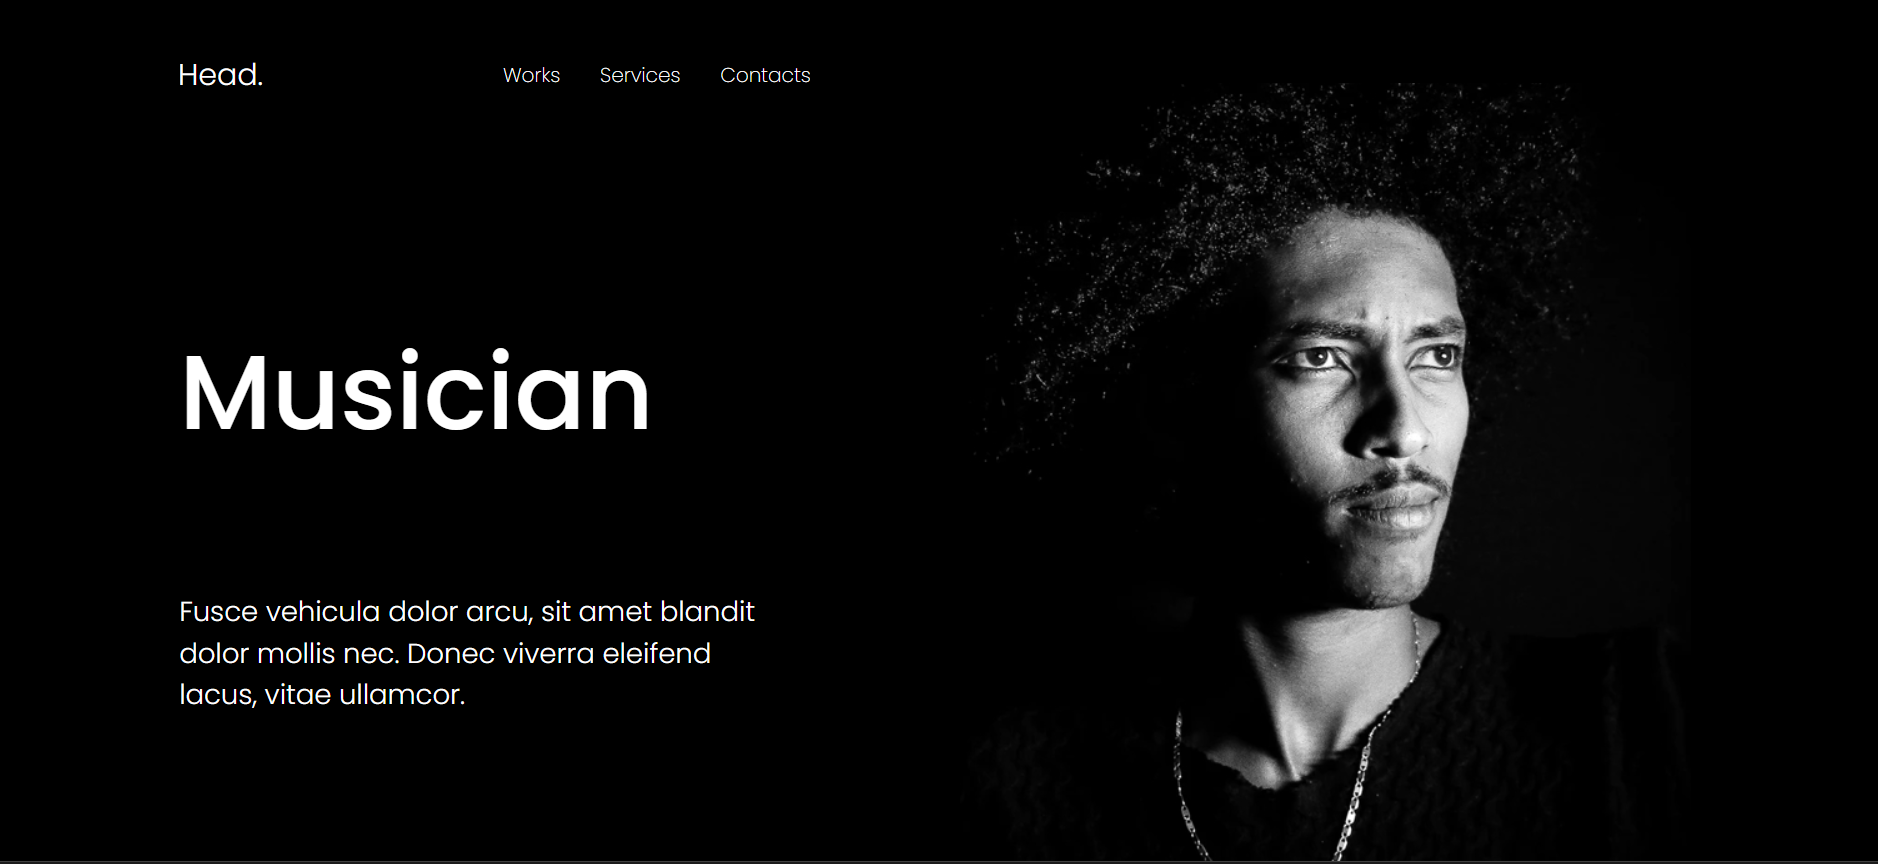 Head.
Works Services Contacts
Musician
Fusce vehicula dolor arcu, sit amet blandit
dolor mollis nec. Donec viverra eleifend
lacus, vitae ullamcor.